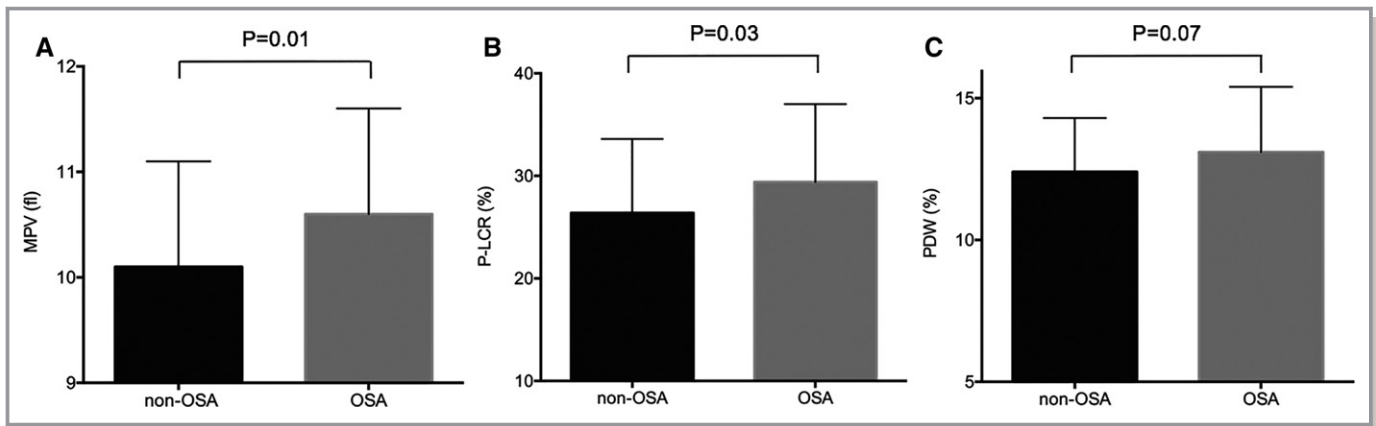 A
P=0.01
12
11
10
9
MPV (fl)
non-OSA
OSA
B
P=0.03
40
30
20
10
P-LCR (%)
non-OSA
OSA
C
P=0.07
15
10
5
PDW (%)
non-OSA
OSA